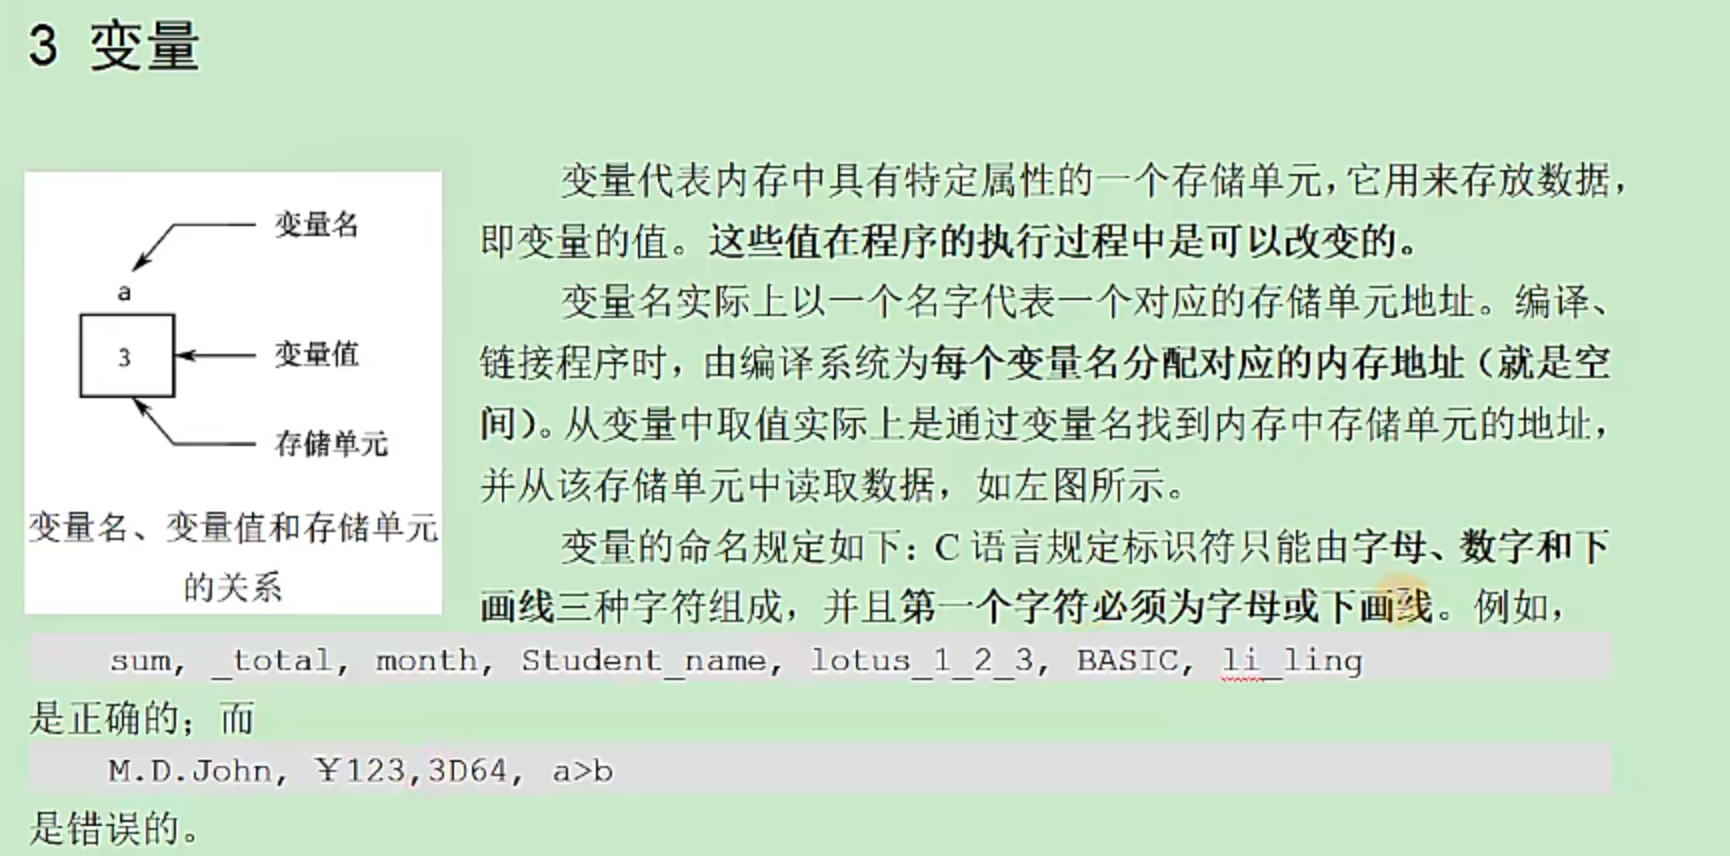 3 变量
变量名
a
3
变量值
存储单元
变量名、变量值和存储单元
的关系
变量代表内存中具有特定属性的一个存储单元，它用来存放数据，
即变量的值。这些值在程序的执行过程中是可以改变的。
变量名实际上以一个名字代表一个对应的存储单元地址。编译、
链接程序时，由编译系统为每个变量名分配对应的内存地址（就是空
间）。从变量中取值实际上是通过变量名找到内存中存储单元的地址，
并从该存储单元中读取数据，如左图所示。
变量的命名规定如下：C 语言规定标识符只能由字母、数字和下
画线三种字符组成，并且第一个字符必须为字母或下画线。例如，
sum, _total, month, Student_name, lotus_1_2_3, BASIC, li_ling
是正确的；而
M.D.John, ￥123,3D64, a>b
是错误的。